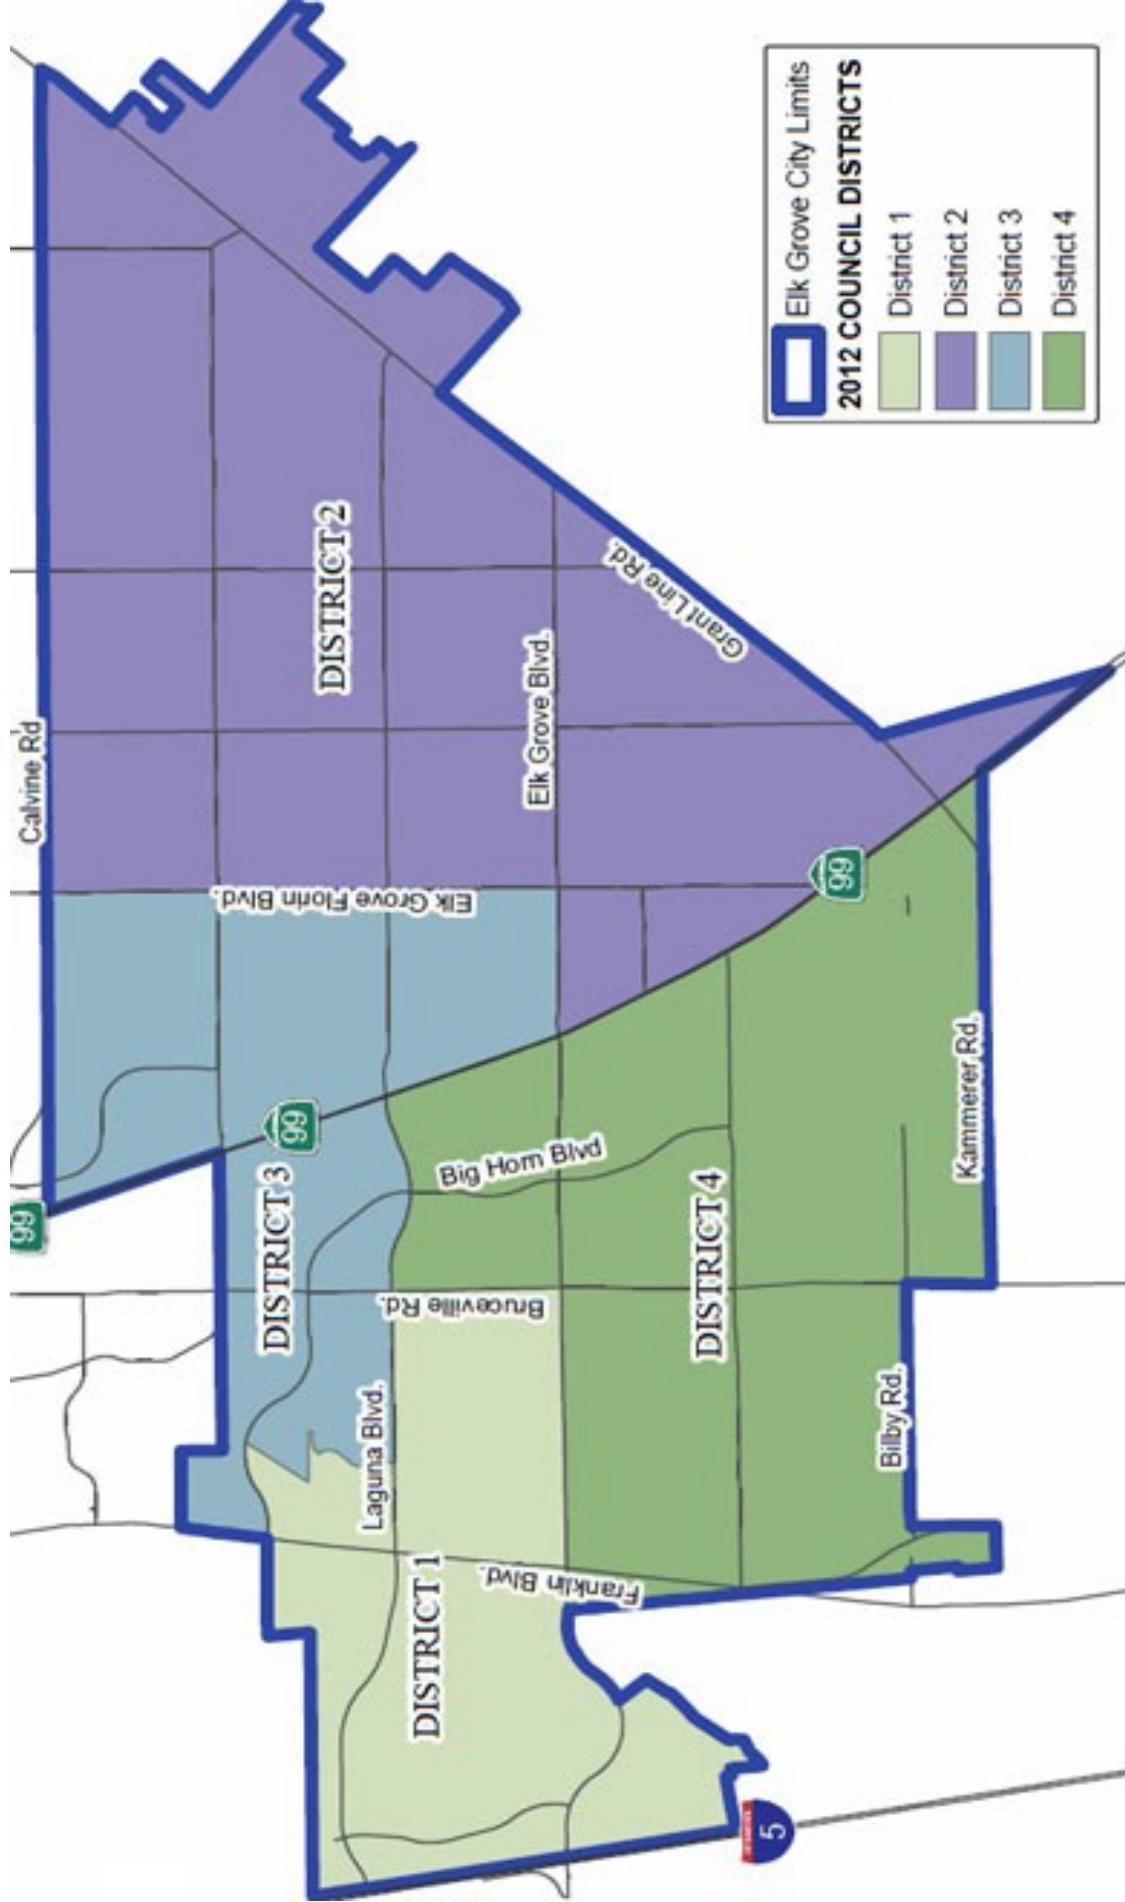 Calvine Rd
99
Elk Grove Florin Blvd.
DISTRICT 2
99
DISTRICT 3
Elk Grove Blvd.
Grant Line Rd.
Laguna Blvd.
Bruceville Rd.
Big Horn Blvd
99
DISTRICT 1
Franklin Blvd.
DISTRICT 4
Bilby Rd.
Kammerer Rd.
5
Elk Grove City Limits
2012 COUNCIL DISTRICTS
District 1
District 2
District 3
District 4